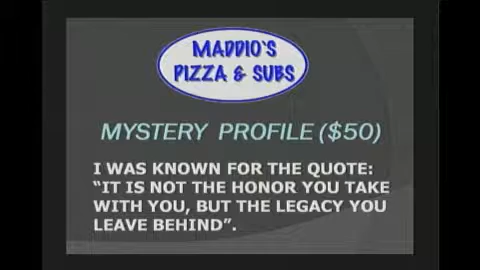 MADDIO'S
PIZZA & SUBS
MYSTERY PROFILE ($50)
I WAS KNOWN FOR THE QUOTE:
"IT IS NOT THE HONOR YOU TAKE
WITH YOU, BUT THE LEGACY YOU
LEAVE BEHIND".